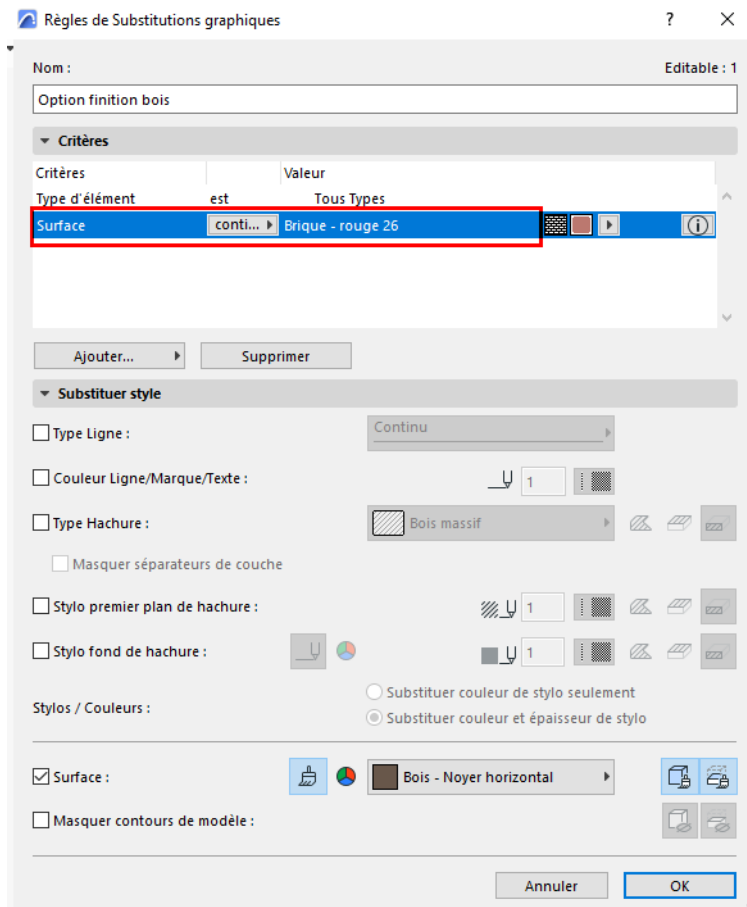 Règles de Substitutions graphiques ? ×
Nom : Editable : 1
Option finition bois
Critères
Critères Valeur
Type d'élément est Tous Types
Surface conti... Brique - rouge 26
Ajouter... Supprimer
Substituer style
Type Ligne : Continu
Couleur Ligne/Marque/Texte : 1
Type Hachure : Bois massif
Masquer séparateurs de couche
Stylo premier plan de hachure : 1
Stylo fond de hachure : 1
Stylos / Couleurs :
Substituer couleur de stylo seulement
Substituer couleur et épaisseur de stylo
Surface : Bois - Noyer horizontal
Masquer contours de modèle :
Annuler OK